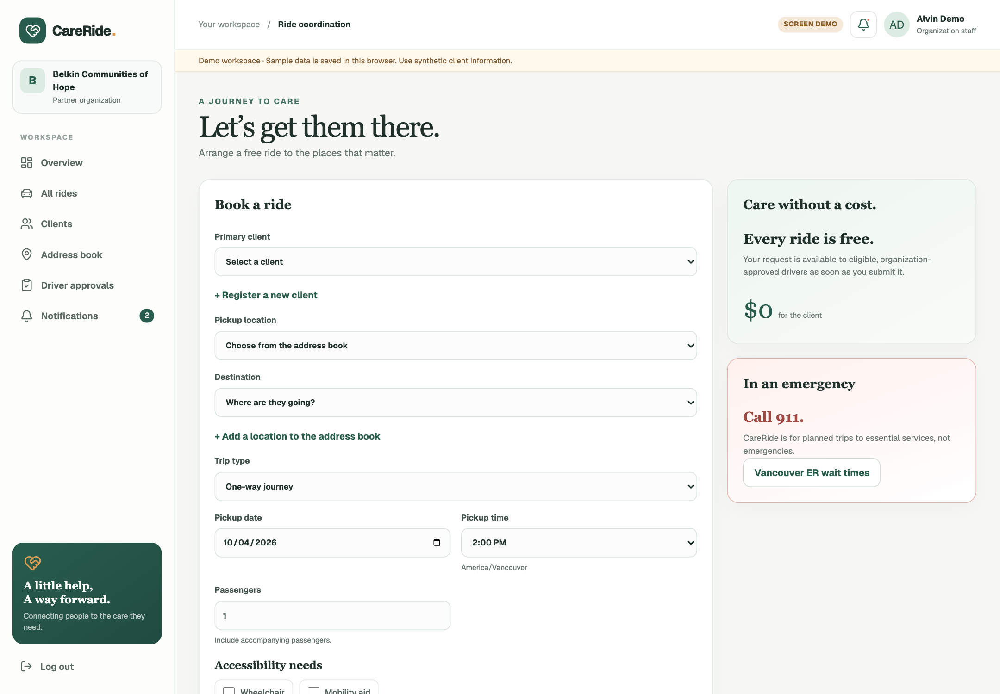 CareRide.
Belkin Communities of
Hope
Partner organization
WORKSPACE
Overview
All rides
Clients
Address book
Driver approvals
Notifications 2
A little help,
A way forward.
Connecting people to the care they
need.
Log out
Your workspace / Ride coordination
SCREEN DEMO
AD
Alvin Demo
Organization staff
Demo workspace · Sample data is saved in this browser. Use synthetic client information.
A JOURNEY TO CARE
Let’s get them there.
Arrange a free ride to the places that matter.
Book a ride
Primary client
Select a client
+ Register a new client
Pickup location
Choose from the address book
Destination
Where are they going?
+ Add a location to the address book
Trip type
One-way journey
Pickup date
10/04/2026
Pickup time
2:00 PM
America/Vancouver
Passengers
1
Include accompanying passengers.
Accessibility needs
Wheelchair
Mobility aid
Care without a cost.
Every ride is free.
Your request is available to eligible, organization-
approved drivers as soon as you submit it.
$0 for the client
In an emergency
Call 911.
CareRide is for planned trips to essential services, not
emergencies.
Vancouver ER wait times
B